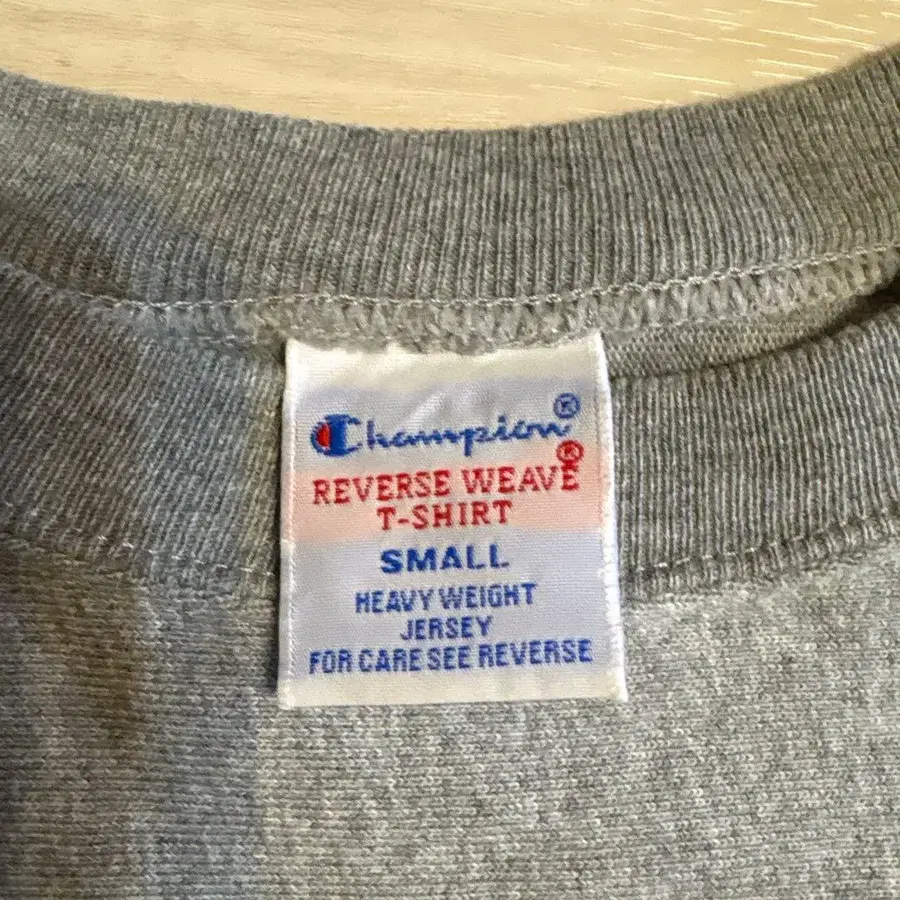 Champion®
REVERSE WEAVE®
T-SHIRT
SMALL
HEAVY WEIGHT
JERSEY
FOR CARE SEE REVERSE